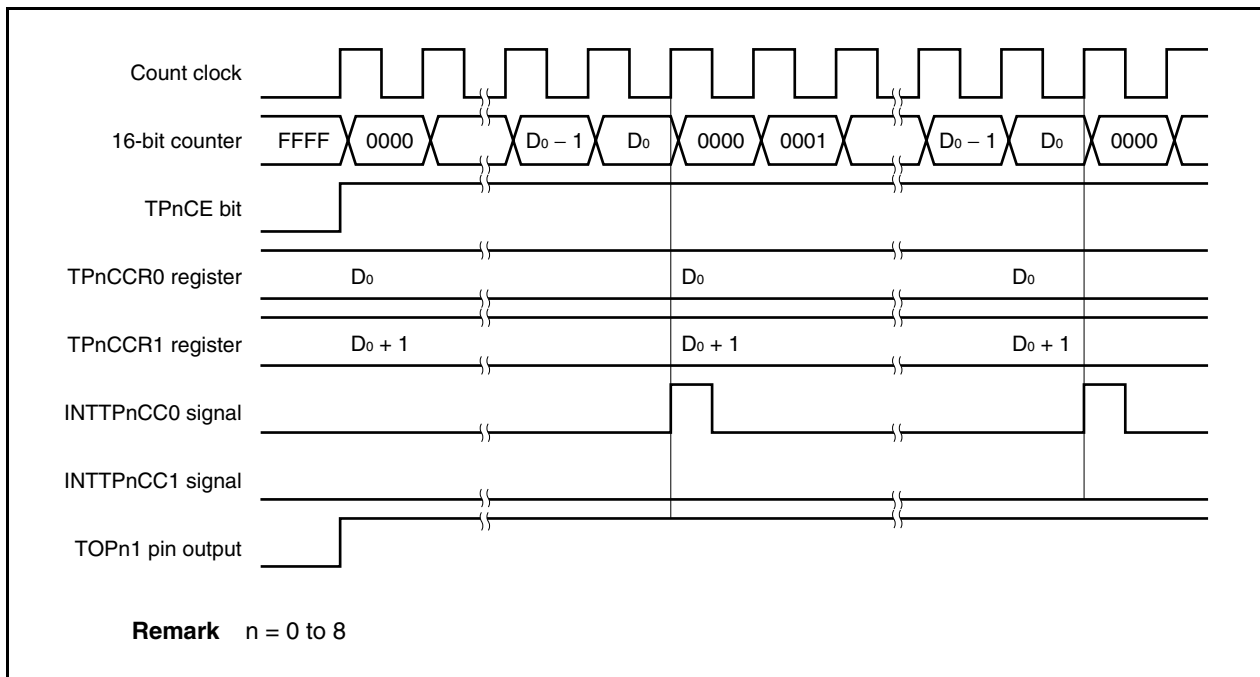 Count clock
16-bit counter FFFF 0000 D₀ − 1 D₀ 0000 0001 D₀ − 1 D₀ 0000
TPnCE bit
TPnCCR0 register D₀ D₀ D₀
TPnCCR1 register D₀ + 1 D₀ + 1 D₀ + 1
INTTPnCC0 signal
INTTPnCC1 signal
TOPn1 pin output
Remark n = 0 to 8